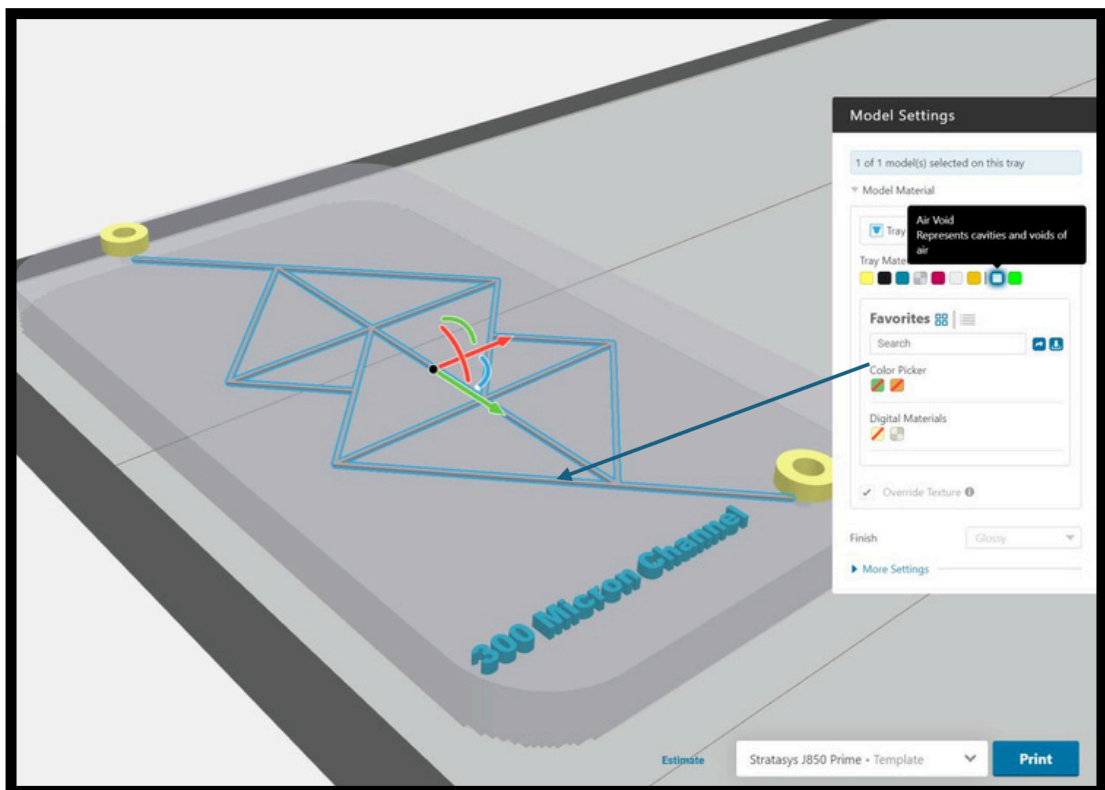 Model Settings
1 of 1 model(s) selected on this tray
Model Material
Air Void
Represents cavities and voids of
air
Tray
Tray Mate
Favorites
Search
Color Picker
Digital Materials
Override Texture
Finish
Glossy
More Settings
300 Micron Channel
Estimate
Stratasys J850 Prime - Template
Print